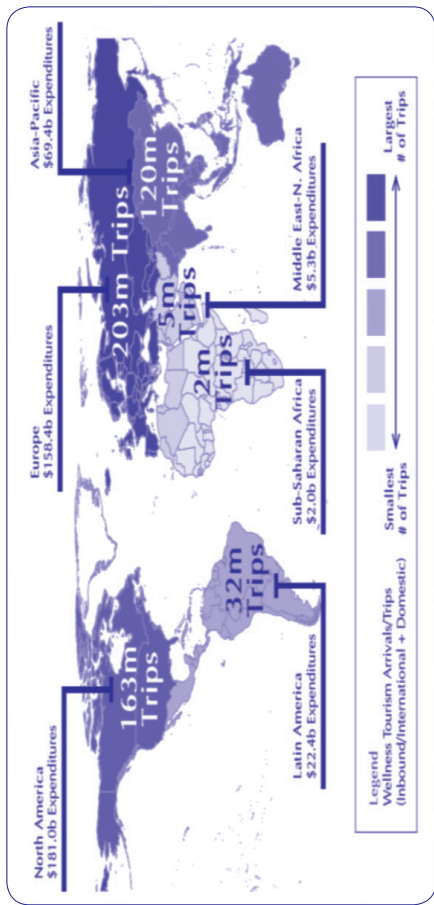 North America
$181.0b Expenditures
Europe
$158.4b Expenditures
Asia-Pacific
$69.4b Expenditures
163m
Trips
203m Trips
120m
Trips
5m
Trips
2m
Trips
32m
Trips
Latin America
$22.4b Expenditures
Sub-Saharan Africa
$2.0b Expenditures
Middle East-N. Africa
$5.3b Expenditures
Legend
Wellness Tourism Arrivals/Trips
(Inbound/International + Domestic)
Smallest
# of Trips
Largest
# of Trips